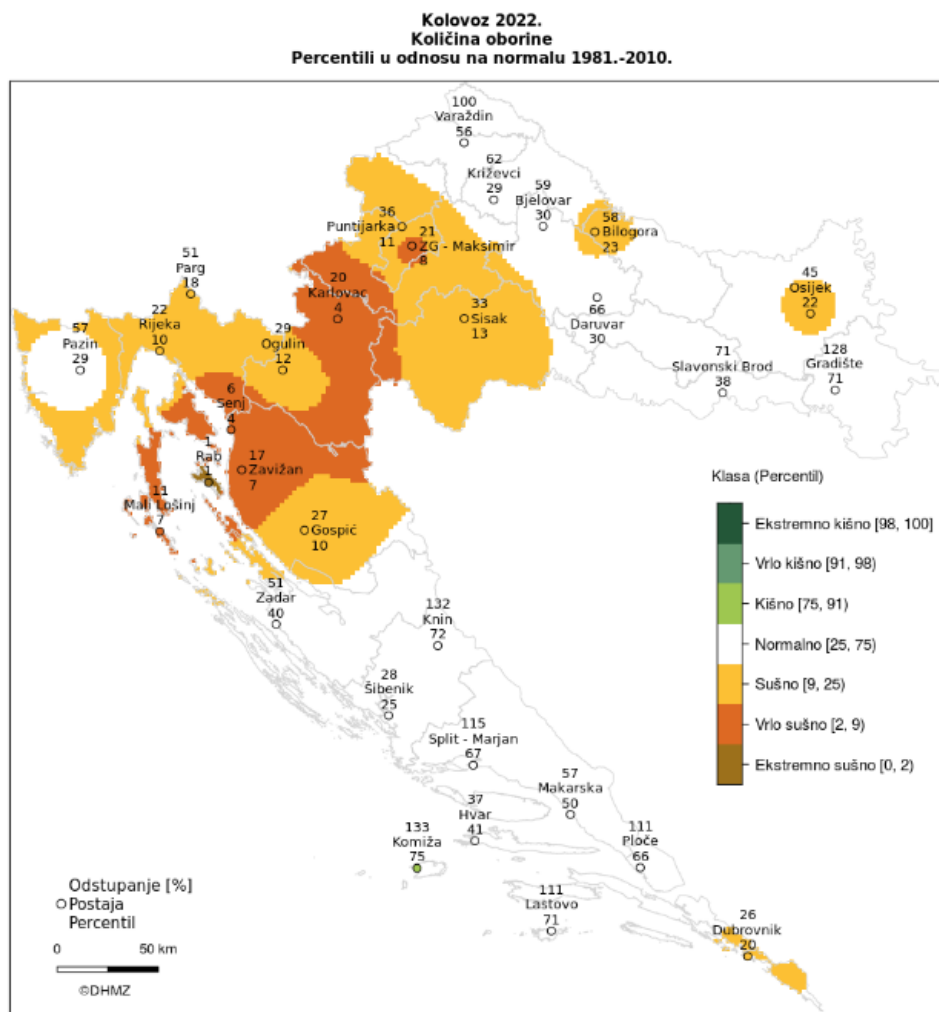 Kolovoz 2022.
Količina oborine
Percentili u odnosu na normalu 1981.-2010.
100
Varaždin
56
62
Križevci
29
59
Bjelovar
30
36
Puntijarka
11
21
ZG - Maksimir
8
58
Bilogora
23
51
Parg
18
20
Karlovac
4
33
Sisak
13
66
Daruvar
30
45
Osijek
22
57
Pazin
29
22
Rijeka
10
29
Ogulin
12
71
Slavonski Brod
38
128
Gradište
71
6
Senj
4
1
Rab
1
17
Zavižan
7
11
Mali Lošinj
7
27
Gospić
10
51
Zadar
40
132
Knin
72
28
Šibenik
25
115
Split - Marjan
67
57
Makarska
50
37
Hvar
41
133
Komiža
75
111
Ploče
66
111
Lastovo
71
26
Dubrovnik
20
Klasa (Percentil)
Ekstremno kišno [98, 100]
Vrlo kišno [91, 98)
Kišno [75, 91)
Normalno [25, 75)
Sušno [9, 25)
Vrlo sušno [2, 9)
Ekstremno sušno [0, 2)
Odstupanje [%]
Postaja
Percentil
0 50 km
©DHMZ